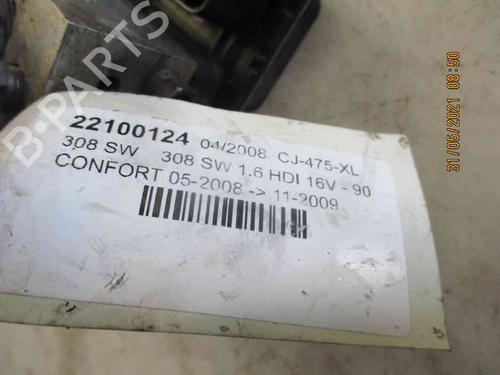 B-PARTS
22100124 04/2008 CJ-475-XL
308 SW 308 SW 1.6 HDI 16V - 90
CONFORT 05-2008 -> 11-2009
31/05/2021 08:50